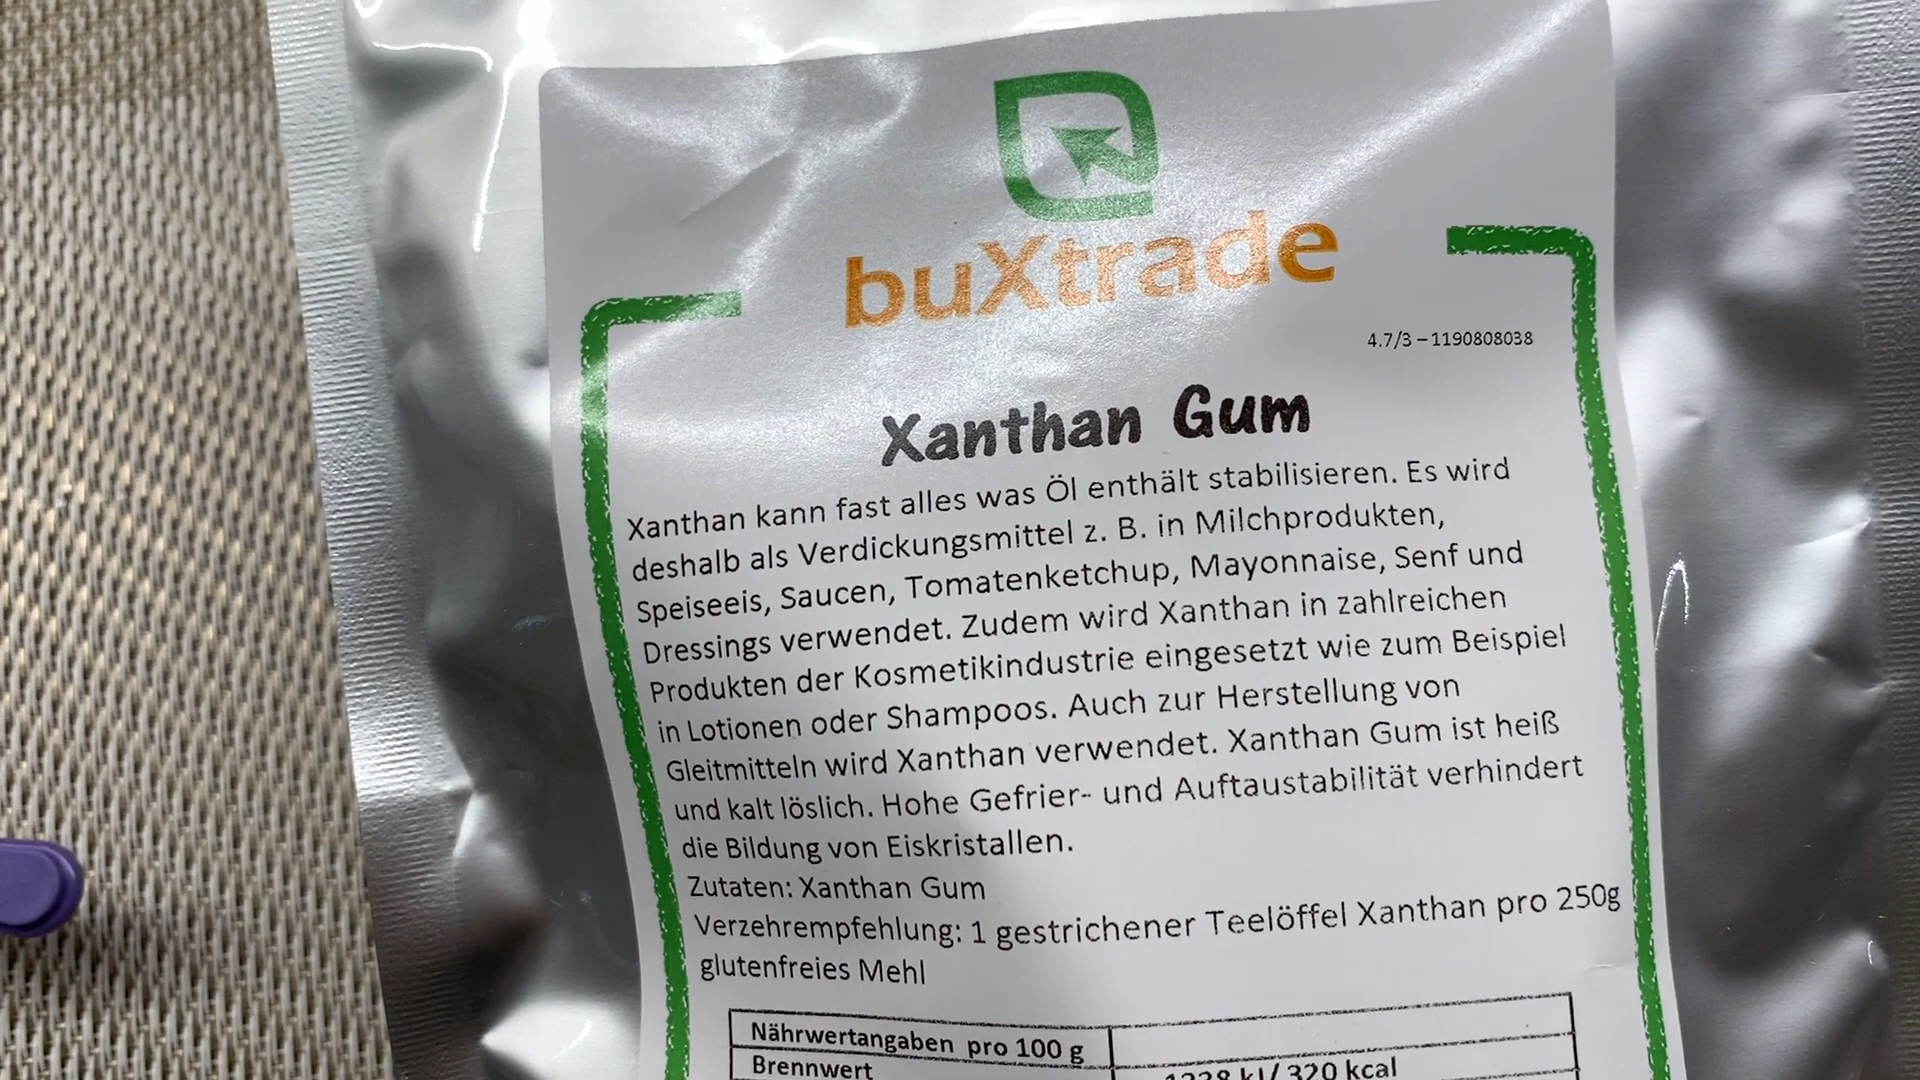 buXtrade
4.7/3 – 1190808038
Xanthan Gum
Xanthan kann fast alles was Öl enthält stabilisieren. Es wird
deshalb als Verdickungsmittel z. B. in Milchprodukten,
Speiseeis, Saucen, Tomatenketchup, Mayonnaise, Senf und
Dressings verwendet. Zudem wird Xanthan in zahlreichen
Produkten der Kosmetikindustrie eingesetzt wie zum Beispiel
in Lotionen oder Shampoos. Auch zur Herstellung von
Gleitmitteln wird Xanthan verwendet. Xanthan Gum ist heiß
und kalt löslich. Hohe Gefrier- und Auftaustabilität verhindert
die Bildung von Eiskristallen.
Zutaten: Xanthan Gum
Verzehrempfehlung: 1 gestrichener Teelöffel Xanthan pro 250g
glutenfreies Mehl
Nährwertangaben pro 100 g
Brennwert kJ/ 320 kcal